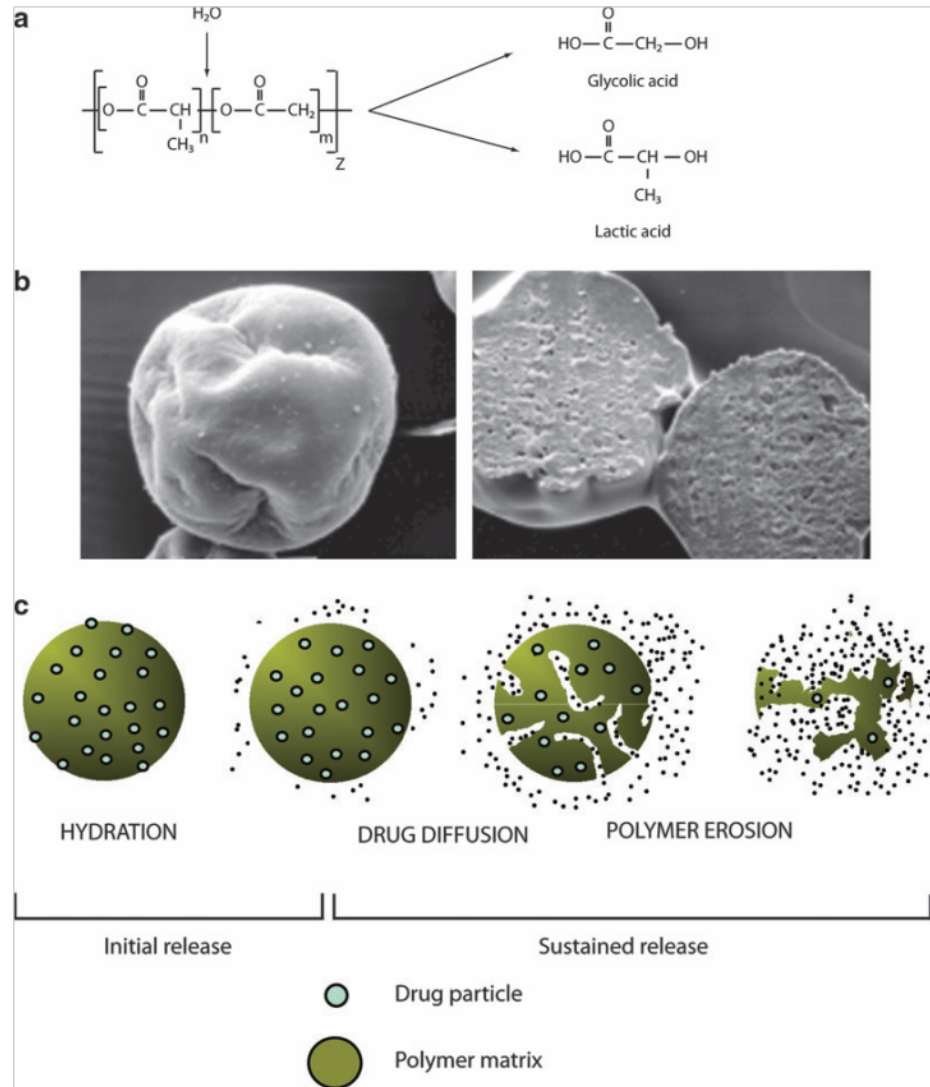 a
H₂O
O
O
O
HO—C—CH₂—OH
Glycolic acid
O—C—CH
n
O—C—CH₂
m
CH₃
Z
O
HO—C—CH—OH
CH₃
Lactic acid
b
c
HYDRATION
DRUG DIFFUSION
POLYMER EROSION
Initial release
Sustained release
Drug particle
Polymer matrix